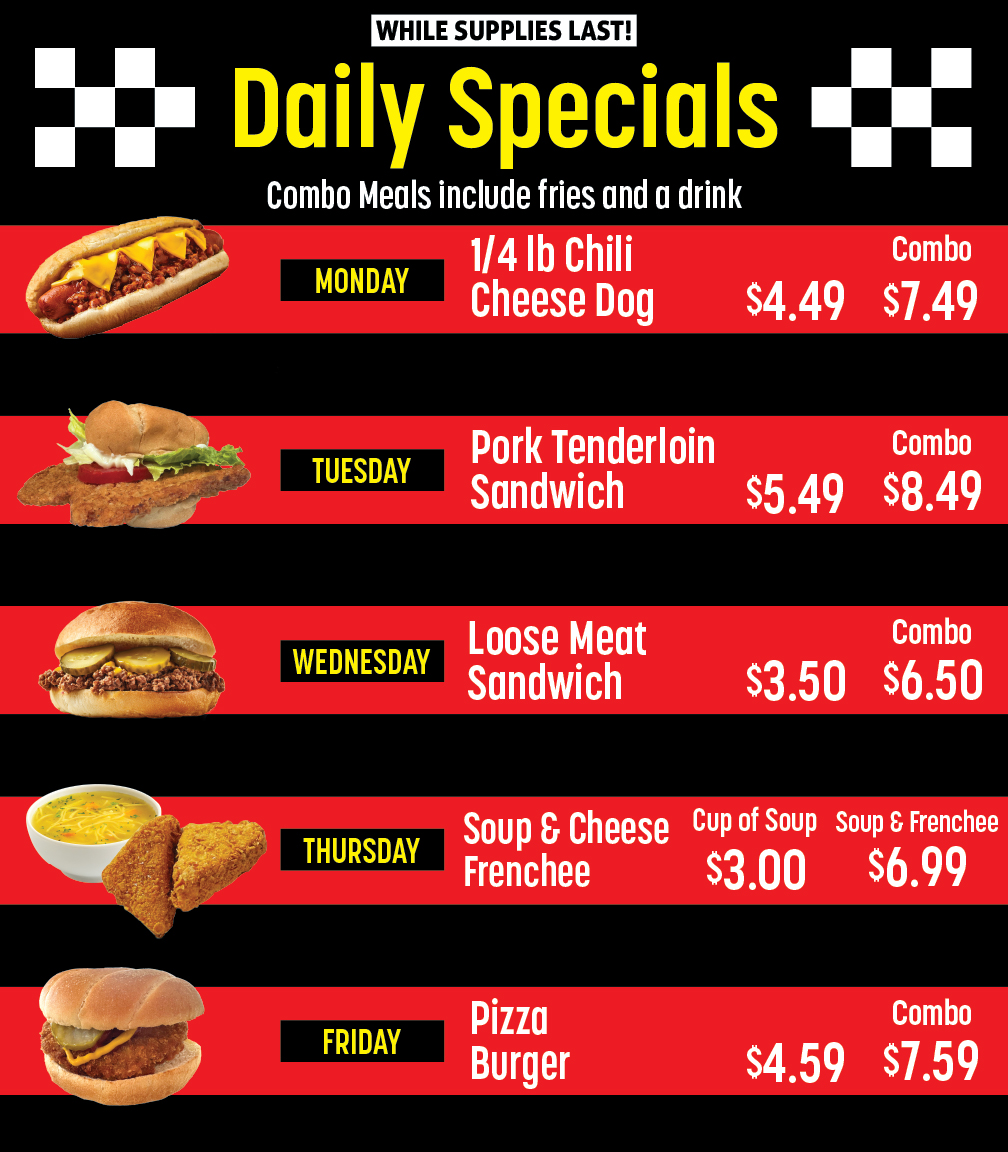 WHILE SUPPLIES LAST!
Daily Specials
Combo Meals include fries and a drink
MONDAY
1/4 lb Chili
Cheese Dog
$4.49
Combo
$7.49
TUESDAY
Pork Tenderloin
Sandwich
$5.49
Combo
$8.49
WEDNESDAY
Loose Meat
Sandwich
$3.50
Combo
$6.50
THURSDAY
Soup & Cheese
Frenchee
Cup of Soup
$3.00
Soup & Frenchee
$6.99
FRIDAY
Pizza
Burger
$4.59
Combo
$7.59